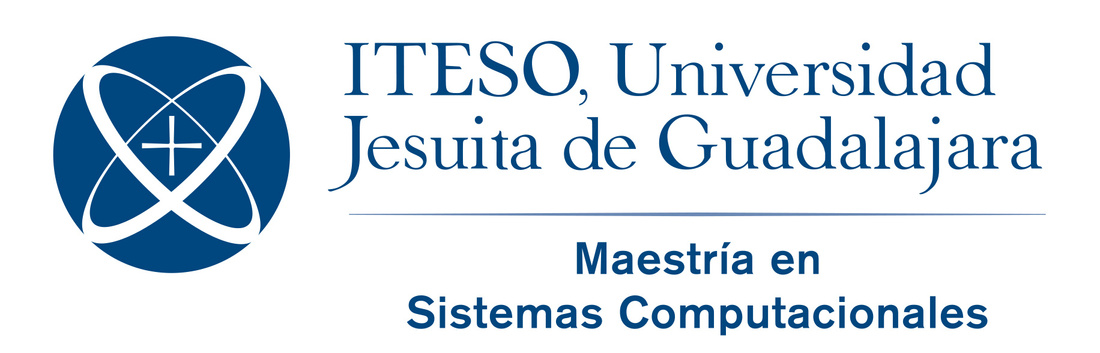 ITESO, Universidad
Jesuita de Guadalajara
Maestría en
Sistemas Computacionales